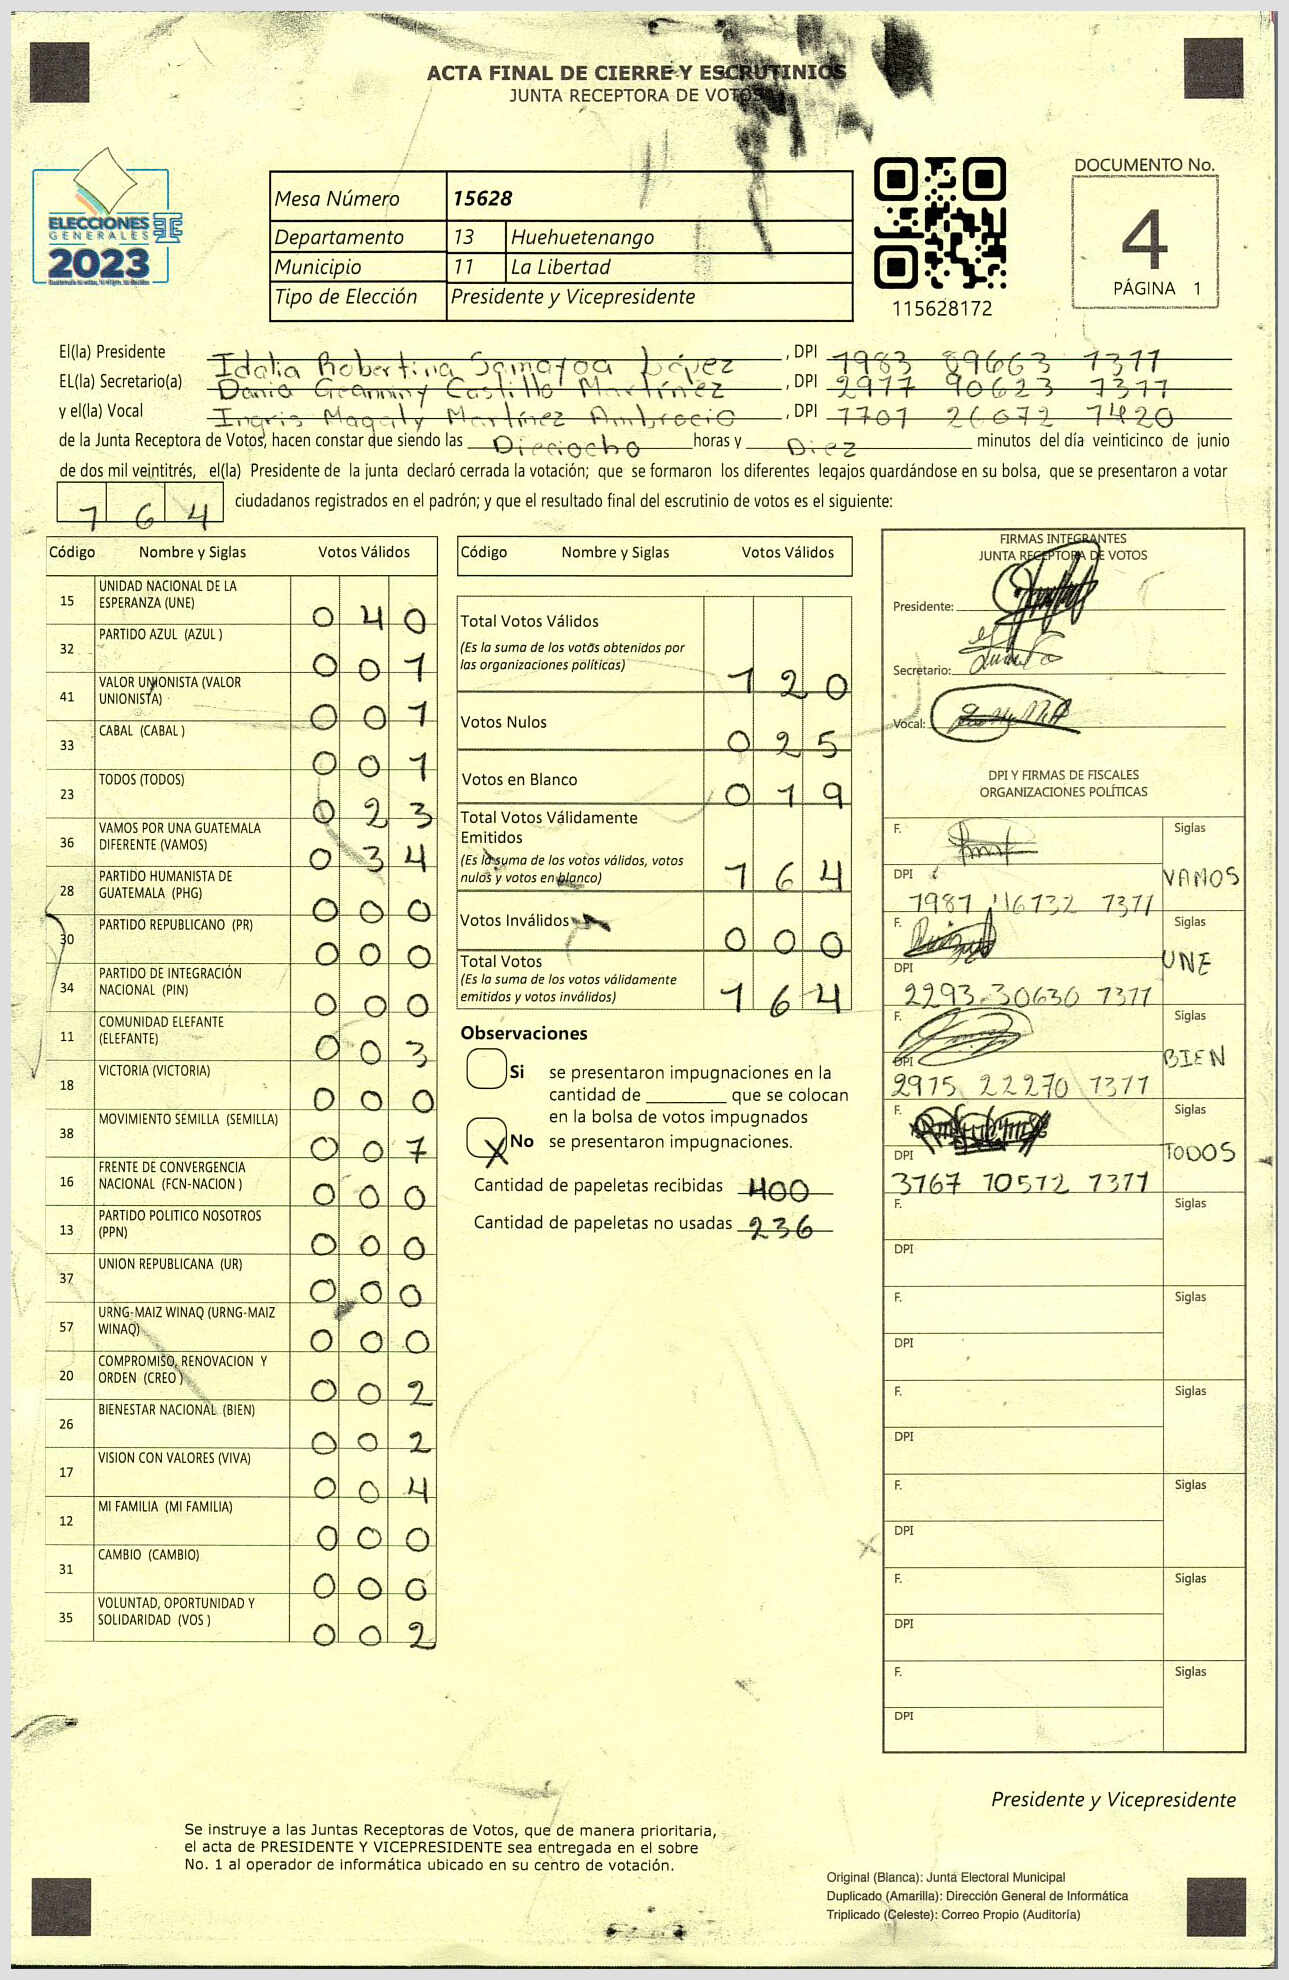 ACTA FINAL DE CIERRE Y ESCRUTINIOS
JUNTA RECEPTORA DE VOTOS
ELECCIONES
GENERALES
2023
Mesa Número 15628
Departamento 13 Huehuetenango
Municipio 11 La Libertad
Tipo de Elección Presidente y Vicepresidente
115628172
DOCUMENTO No.
4
PÁGINA 1
El(la) Presidente Idalia Robertina Samayoa López , DPI 1983 89663 1311
EL(la) Secretario(a) Dania Geanniny Castillo Martínez , DPI 2977 90623 1311
y el(la) Vocal Ingris Magaly Martínez Ambrocio , DPI 1701 26072 1420
de la Junta Receptora de Votos, hacen constar que siendo las Dieciocho horas y Diez minutos del día veinticinco de junio
de dos mil veintitrés, el(la) Presidente de la junta declaró cerrada la votación; que se formaron los diferentes legajos guardándose en su bolsa, que se presentaron a votar
1 6 4 ciudadanos registrados en el padrón; y que el resultado final del escrutinio de votos es el siguiente:
Código Nombre y Siglas Votos Válidos
15 UNIDAD NACIONAL DE LA ESPERANZA (UNE) 0 4 0
32 PARTIDO AZUL (AZUL ) 0 0 1
41 VALOR UNIONISTA (VALOR UNIONISTA) 0 0 1
33 CABAL (CABAL ) 0 0 1
23 TODOS (TODOS) 0 2 3
36 VAMOS POR UNA GUATEMALA DIFERENTE (VAMOS) 0 3 4
28 PARTIDO HUMANISTA DE GUATEMALA (PHG) 0 0 0
30 PARTIDO REPUBLICANO (PR) 0 0 0
34 PARTIDO DE INTEGRACIÓN NACIONAL (PIN) 0 0 0
11 COMUNIDAD ELEFANTE (ELEFANTE) 0 0 3
18 VICTORIA (VICTORIA) 0 0 0
38 MOVIMIENTO SEMILLA (SEMILLA) 0 0 7
16 FRENTE DE CONVERGENCIA NACIONAL (FCN-NACION ) 0 0 0
13 PARTIDO POLITICO NOSOTROS (PPN) 0 0 0
37 UNION REPUBLICANA (UR) 0 0 0
57 URNG-MAIZ WINAQ (URNG-MAIZ WINAQ) 0 0 0
20 COMPROMISO, RENOVACION Y ORDEN (CREO ) 0 0 2
26 BIENESTAR NACIONAL (BIEN) 0 0 2
17 VISION CON VALORES (VIVA) 0 0 4
12 MI FAMILIA (MI FAMILIA) 0 0 0
31 CAMBIO (CAMBIO) 0 0 0
35 VOLUNTAD, OPORTUNIDAD Y SOLIDARIDAD (VOS ) 0 0 2
Código Nombre y Siglas Votos Válidos
Total Votos Válidos
(Es la suma de los votos obtenidos por
las organizaciones políticas) 1 2 0
Votos Nulos 0 2 5
Votos en Blanco 0 1 9
Total Votos Válidamente
Emitidos
(Es la suma de los votos válidos, votos
nulos y votos en blanco) 1 6 4
Votos Inválidos 0 0 0
Total Votos
(Es la suma de los votos válidamente
emitidos y votos inválidos) 1 6 4
Observaciones
Si se presentaron impugnaciones en la
cantidad de ________ que se colocan
en la bolsa de votos impugnados
X No se presentaron impugnaciones.
Cantidad de papeletas recibidas 400
Cantidad de papeletas no usadas 236
FIRMAS INTEGRANTES
JUNTA RECEPTORA DE VOTOS
Presidente:
Secretario:
Vocal:
DPI Y FIRMAS DE FISCALES
ORGANIZACIONES POLÍTICAS
F. Siglas
DPI VAMOS
1987 16732 1311
F. Siglas
DPI UNE
2293 30630 1311
F. Siglas
DPI BIEN
2975 22270 1311
F. Siglas
DPI TODOS
3167 10512 1311
F. Siglas
DPI
F. Siglas
DPI
F. Siglas
DPI
F. Siglas
DPI
F. Siglas
DPI
F. Siglas
DPI
Presidente y Vicepresidente
Se instruye a las Juntas Receptoras de Votos, que de manera prioritaria,
el acta de PRESIDENTE Y VICEPRESIDENTE sea entregada en el sobre
No. 1 al operador de informática ubicado en su centro de votación.
Original (Blanca): Junta Electoral Municipal
Duplicado (Amarilla): Dirección General de Informática
Triplicado (Celeste): Correo Propio (Auditoría)